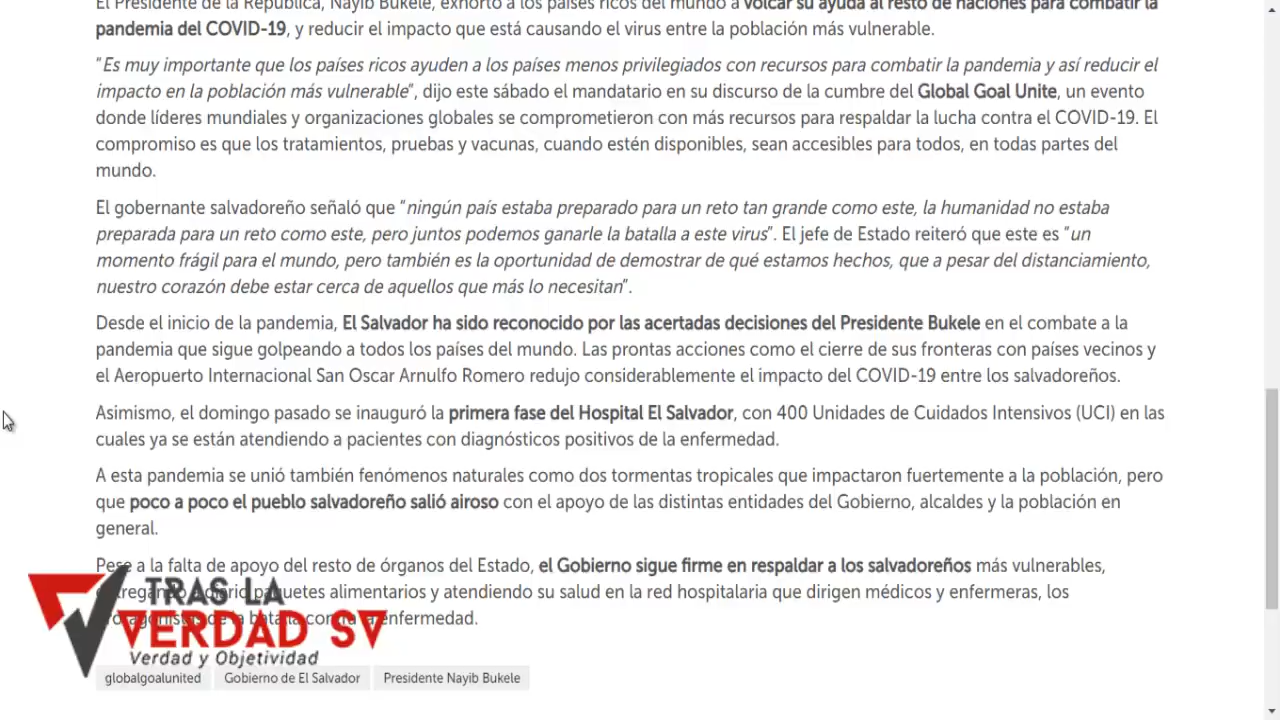 El Presidente de la República, Nayib Bukele, exhortó a los países ricos del mundo a volcar su ayuda al resto de naciones para combatir la
pandemia del COVID-19, y reducir el impacto que está causando el virus entre la población más vulnerable.
"Es muy importante que los países ricos ayuden a los países menos privilegiados con recursos para combatir la pandemia y así reducir el
impacto en la población más vulnerable", dijo este sábado el mandatario en su discurso de la cumbre del Global Goal Unite, un evento
donde líderes mundiales y organizaciones globales se comprometieron con más recursos para respaldar la lucha contra el COVID-19. El
compromiso es que los tratamientos, pruebas y vacunas, cuando estén disponibles, sean accesibles para todos, en todas partes del
mundo.
El gobernante salvadoreño señaló que "ningún país estaba preparado para un reto tan grande como este, la humanidad no estaba
preparada para un reto como este, pero juntos podemos ganarle la batalla a este virus". El jefe de Estado reiteró que este es "un
momento frágil para el mundo, pero también es la oportunidad de demostrar de qué estamos hechos, que a pesar del distanciamiento,
nuestro corazón debe estar cerca de aquellos que más lo necesitan".
Desde el inicio de la pandemia, El Salvador ha sido reconocido por las acertadas decisiones del Presidente Bukele en el combate a la
pandemia que sigue golpeando a todos los países del mundo. Las prontas acciones como el cierre de sus fronteras con países vecinos y
el Aeropuerto Internacional San Oscar Arnulfo Romero redujo considerablemente el impacto del COVID-19 entre los salvadoreños.
Asimismo, el domingo pasado se inauguró la primera fase del Hospital El Salvador, con 400 Unidades de Cuidados Intensivos (UCI) en las
cuales ya se están atendiendo a pacientes con diagnósticos positivos de la enfermedad.
A esta pandemia se unió también fenómenos naturales como dos tormentas tropicales que impactaron fuertemente a la población, pero
que poco a poco el pueblo salvadoreño salió airoso con el apoyo de las distintas entidades del Gobierno, alcaldes y la población en
general.
Pese a la falta de apoyo del resto de órganos del Estado, el Gobierno sigue firme en respaldar a los salvadoreños más vulnerables,
entregando a diario paquetes alimentarios y atendiendo su salud en la red hospitalaria que dirigen médicos y enfermeras, los
protagonistas de la batalla contra la enfermedad.
TRAS LA
VERDAD SV
Verdad y Objetividad
globalgoalunited Gobierno de El Salvador Presidente Nayib Bukele